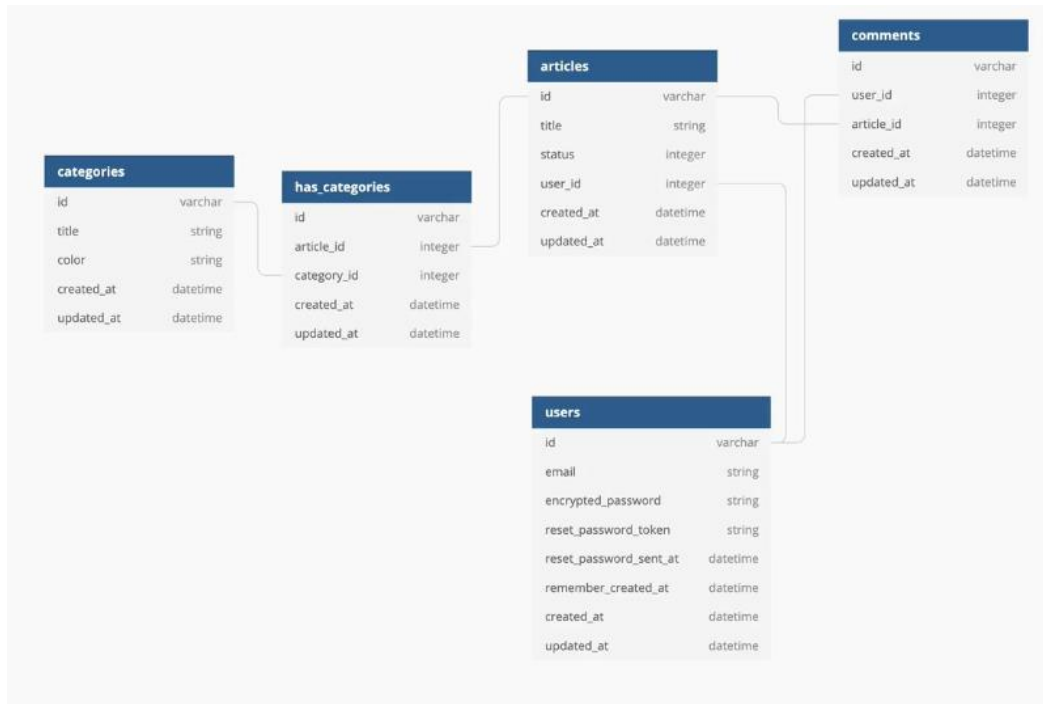 categories
id varchar
title string
color string
created_at datetime
updated_at datetime
has_categories
id varchar
article_id integer
category_id integer
created_at datetime
updated_at datetime
articles
id varchar
title string
status integer
user_id integer
created_at datetime
updated_at datetime
comments
id varchar
user_id integer
article_id integer
created_at datetime
updated_at datetime
users
id varchar
email string
encrypted_password string
reset_password_token string
reset_password_sent_at datetime
remember_created_at datetime
created_at datetime
updated_at datetime